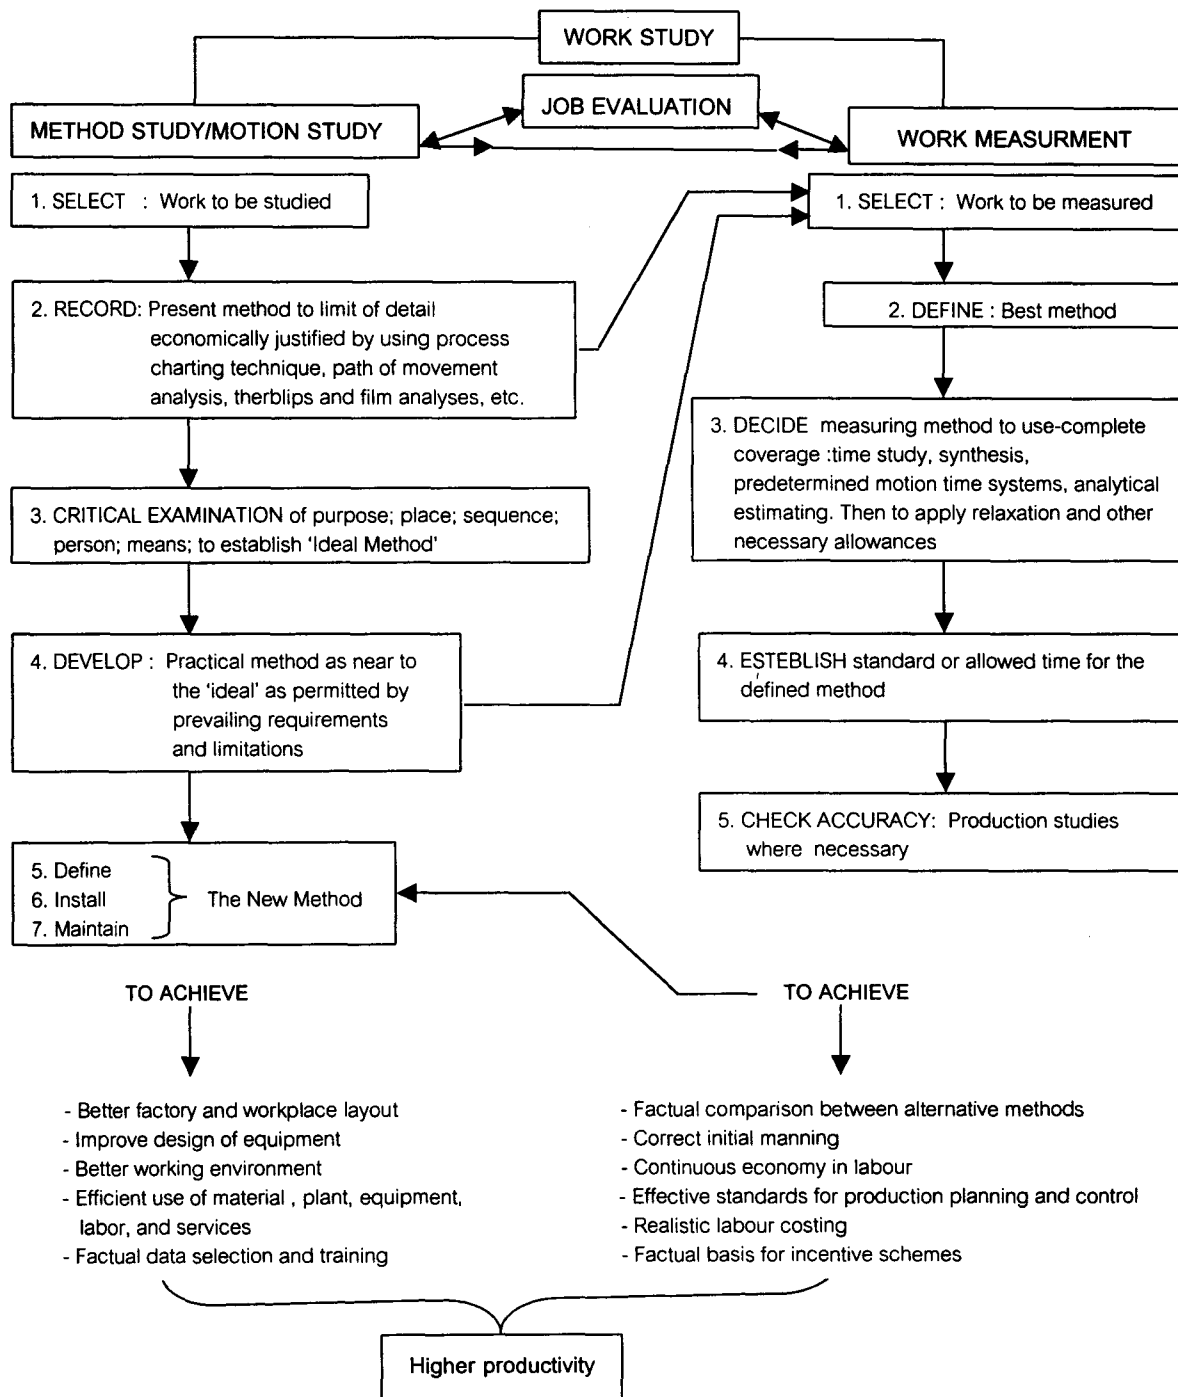 WORK STUDY
JOB EVALUATION
METHOD STUDY/MOTION STUDY
WORK MEASURMENT
1. SELECT : Work to be studied
2. RECORD: Present method to limit of detail
economically justified by using process
charting technique, path of movement
analysis, therblips and film analyses, etc.
3. CRITICAL EXAMINATION of purpose; place; sequence;
person; means; to establish ‘Ideal Method’
4. DEVELOP : Practical method as near to
the ‘ideal’ as permitted by
prevailing requirements
and limitations
5. Define
6. Install
7. Maintain
The New Method
TO ACHIEVE
- Better factory and workplace layout
- Improve design of equipment
- Better working environment
- Efficient use of material , plant, equipment,
labor, and services
- Factual data selection and training
1. SELECT : Work to be measured
2. DEFINE : Best method
3. DECIDE measuring method to use-complete
coverage :time study, synthesis,
predetermined motion time systems, analytical
estimating. Then to apply relaxation and other
necessary allowances
4. ESTEBLISH standard or allowed time for the
defined method
5. CHECK ACCURACY: Production studies
where necessary
TO ACHIEVE
- Factual comparison between alternative methods
- Correct initial manning
- Continuous economy in labour
- Effective standards for production planning and control
- Realistic labour costing
- Factual basis for incentive schemes
Higher productivity